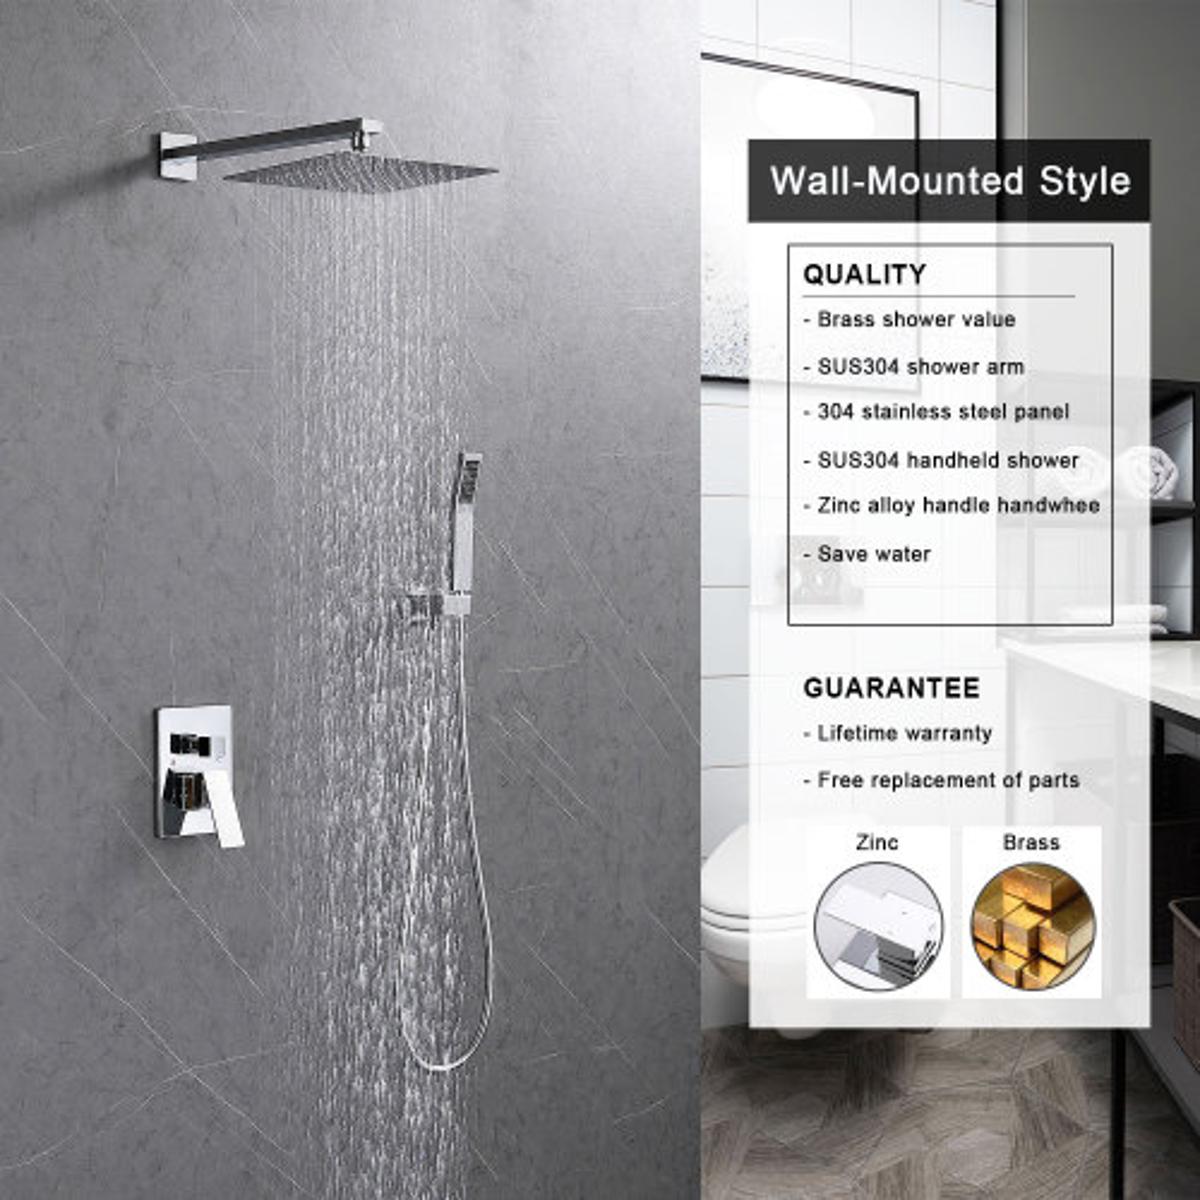 Wall-Mounted Style
QUALITY
- Brass shower value
- SUS304 shower arm
- 304 stainless steel panel
- SUS304 handheld shower
- Zinc alloy handle handwhee
- Save water
GUARANTEE
- Lifetime warranty
- Free replacement of parts
Zinc
Brass